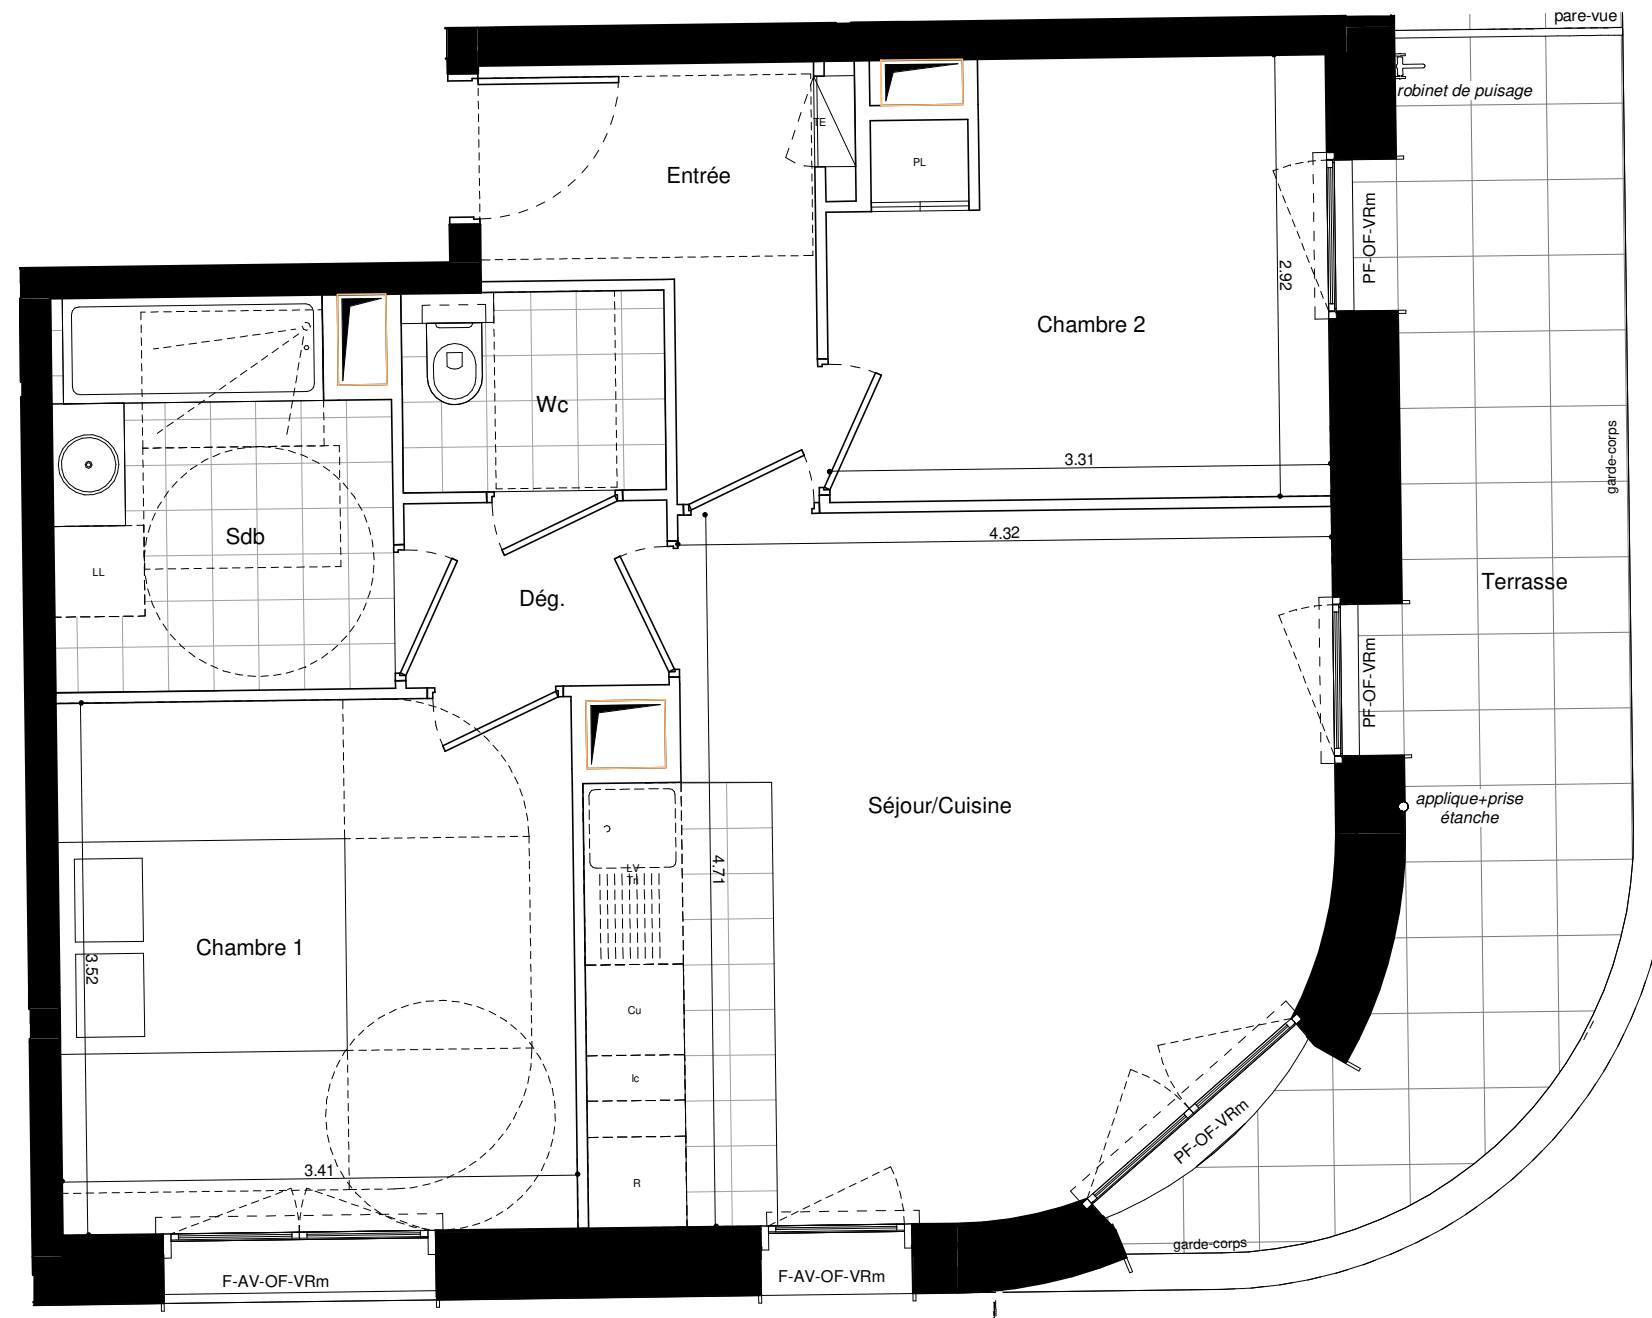 pare-vue
robinet de puisage
TE
PL
Entrée
PF-OF-VRm
2.92
Chambre 2
Wc
garde-corps
3.31
Sdb
4.32
LL
Terrasse
Dég.
PF-OF-VRm
Séjour/Cuisine
applique+prise
étanche
LV
Tri
4.71
Chambre 1
3.52
Cu
Ic
PF-OF-VRm
3.41
R
garde-corps
F-AV-OF-VRm
F-AV-OF-VRm